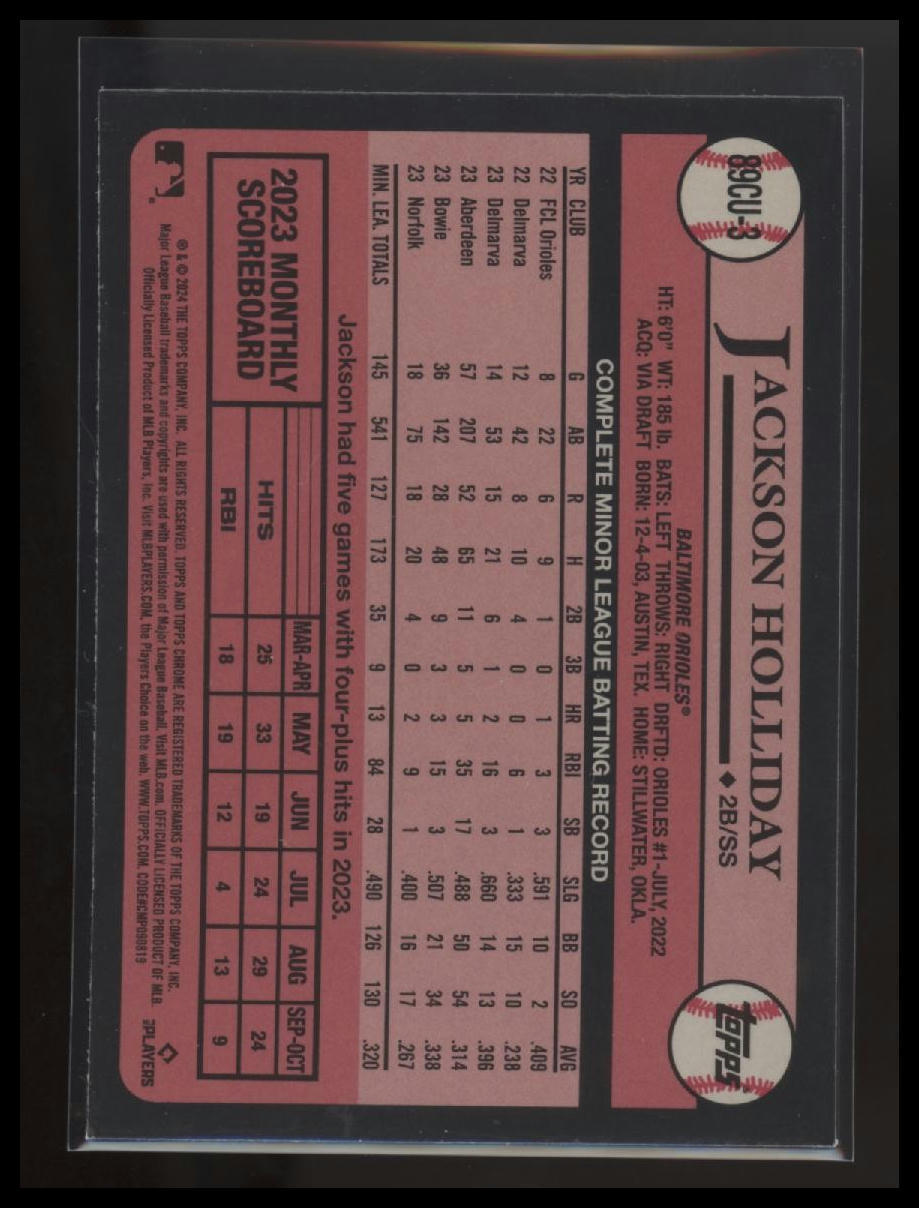 89CU-3
JACKSON HOLLIDAY
◆ 2B/SS
topps
BALTIMORE ORIOLES®
HT: 6'0" WT: 185 lb. BATS: LEFT THROWS: RIGHT DRFTD: ORIOLES #1-JULY, 2022
ACQ: VIA DRAFT BORN: 12-4-03, AUSTIN, TEX. HOME: STILLWATER, OKLA.
COMPLETE MINOR LEAGUE BATTING RECORD
YR CLUB G AB R H 2B 3B HR RBI SB SLG BB SO AVG
22 FCL Orioles 8 22 6 9 1 0 1 3 3 .591 10 2 .409
22 Delmarva 12 42 8 10 4 0 0 6 1 .333 15 10 .238
23 Delmarva 14 53 15 21 6 1 2 16 3 .660 14 13 .396
23 Aberdeen 57 207 52 65 11 5 5 35 17 .488 50 54 .314
23 Bowie 36 142 28 48 9 3 3 15 3 .507 21 34 .338
23 Norfolk 18 75 18 20 4 0 2 9 1 .400 16 17 .267
MIN. LEA. TOTALS 145 541 127 173 35 9 13 84 28 .490 126 130 .320
Jackson had five games with four-plus hits in 2023.
2023 MONTHLY
SCOREBOARD
MAR-APR MAY JUN JUL AUG SEP-OCT
HITS 25 33 19 24 29 24
RBI 18 19 12 4 13 9
® & © 2024 THE TOPPS COMPANY, INC. ALL RIGHTS RESERVED. TOPPS AND TOPPS CHROME ARE REGISTERED TRADEMARKS OF THE TOPPS COMPANY, INC.
Major League Baseball trademarks and copyrights are used with permission of Major League Baseball. Visit MLB.com. OFFICIALLY LICENSED PRODUCT OF MLB
Officially Licensed Product of MLB Players, Inc. Visit MLBPLAYERS.COM, the Players Choice on the web. WWW.TOPPS.COM. CODE#CMP090819
PLAYERS